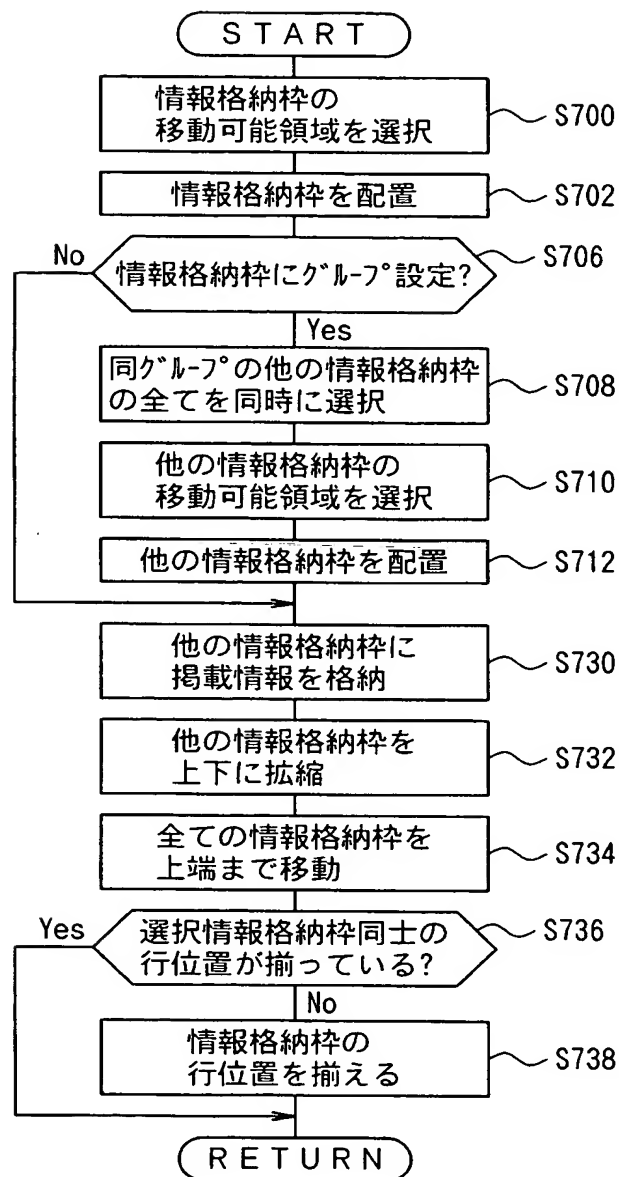 START
情報格納枠の
移動可能領域を選択
S700
情報格納枠を配置
S702
No
情報格納枠にグループ設定?
S706
Yes
同グループの他の情報格納枠
の全てを同時に選択
S708
他の情報格納枠の
移動可能領域を選択
S710
他の情報格納枠を配置
S712
他の情報格納枠に
掲載情報を格納
S730
他の情報格納枠を
上下に拡縮
S732
全ての情報格納枠を
上端まで移動
S734
Yes
選択情報格納枠同士の
行位置が揃っている?
S736
No
情報格納枠の
行位置を揃える
S738
RETURN